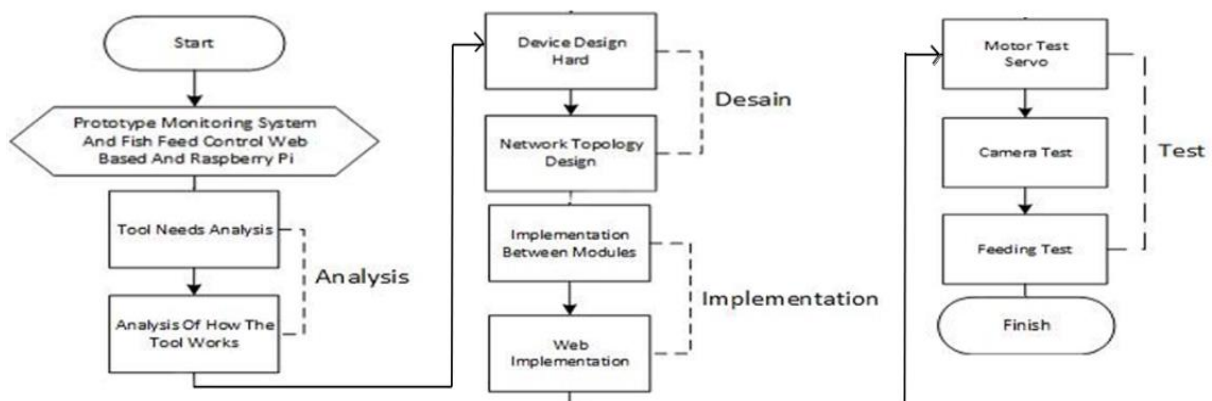 Start
Prototype Monitoring System
And Fish Feed Control Web
Based And Raspberry Pi
Tool Needs Analysis
Analysis Of How The
Tool Works
Analysis
Device Design
Hard
Network Topology
Design
Desain
Implementation
Between Modules
Web
Implementation
Implementation
Motor Test
Servo
Camera Test
Feeding Test
Test
Finish